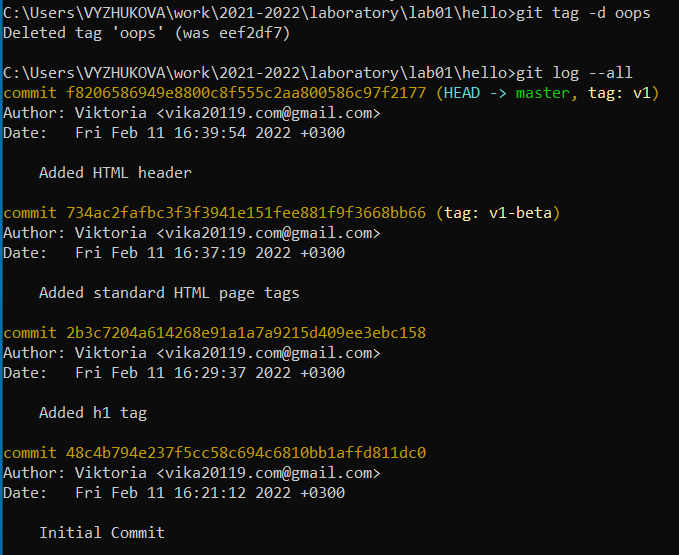 C:\Users\VYZHUKOVA\work\2021-2022\laboratory\lab01\hello>git tag -d oops
Deleted tag 'oops' (was eef2df7)
C:\Users\VYZHUKOVA\work\2021-2022\laboratory\lab01\hello>git log --all
commit f8206586949e8800c8f555c2aa800586c97f2177 (HEAD -> master, tag: v1)
Author: Viktoria <vika20119.com@gmail.com>
Date:   Fri Feb 11 16:39:54 2022 +0300
    Added HTML header
commit 734ac2fafbc3f3f3941e151fee881f9f3668bb66 (tag: v1-beta)
Author: Viktoria <vika20119.com@gmail.com>
Date:   Fri Feb 11 16:37:19 2022 +0300
    Added standard HTML page tags
commit 2b3c7204a614268e91a1a7a9215d409ee3ebc158
Author: Viktoria <vika20119.com@gmail.com>
Date:   Fri Feb 11 16:29:37 2022 +0300
    Added h1 tag
commit 48c4b794e237f5cc58c694c6810bb1affd811dc0
Author: Viktoria <vika20119.com@gmail.com>
Date:   Fri Feb 11 16:21:12 2022 +0300
    Initial Commit